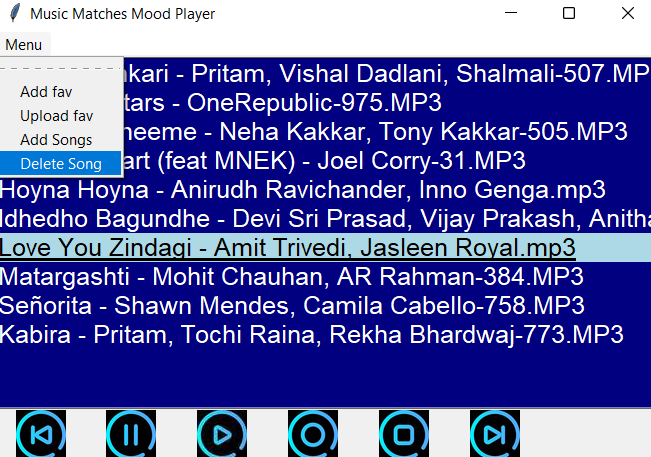 Music Matches Mood Player
Menu
Add fav
Upload fav
Add Songs
Delete Song
nkari - Pritam, Vishal Dadlani, Shalmali-507.MP
tars - OneRepublic-975.MP3
heeme - Neha Kakkar, Tony Kakkar-505.MP3
art (feat MNEK) - Joel Corry-31.MP3
Hoyna Hoyna - Anirudh Ravichander, Inno Genga.mp3
Idhedho Bagundhe - Devi Sri Prasad, Vijay Prakash, Anitha
Love You Zindagi - Amit Trivedi, Jasleen Royal.mp3
Matargashti - Mohit Chauhan, AR Rahman-384.MP3
Señorita - Shawn Mendes, Camila Cabello-758.MP3
Kabira - Pritam, Tochi Raina, Rekha Bhardwaj-773.MP3